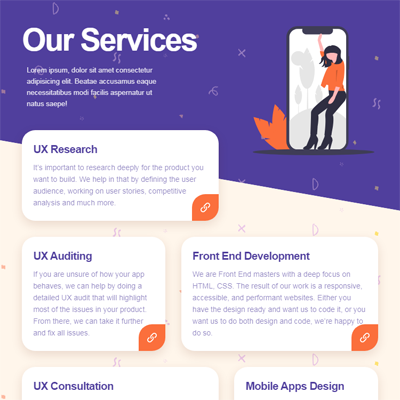 Our Services
Lorem ipsum, dolor sit amet consectetur
adipisicing elit. Beatae accusamus eaque
necessitatibus modi facilis aspernatur ut
natus saepe!
UX Research
It's important to research deeply for the product you
want to build. We help in that by defining the user
audience, working on user stories, competitive
analysis and much more.
UX Auditing
If you are unsure of how your app
behaves, we can help by doing a
detailed UX audit that will highlight
most of the issues in your product.
From there, we can take it further
and fix all issues.
Front End Development
We are Front End masters with a deep focus on
HTML, CSS. The result of our work is a responsive,
accessible, and performant websites. Either you
have the design ready and want us to code it, or you
want us to do both design and code, we're happy to
do so.
UX Consultation
Mobile Apps Design